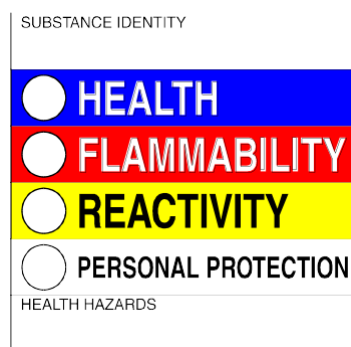 SUBSTANCE IDENTITY
HEALTH
FLAMMABILITY
REACTIVITY
PERSONAL PROTECTION
HEALTH HAZARDS